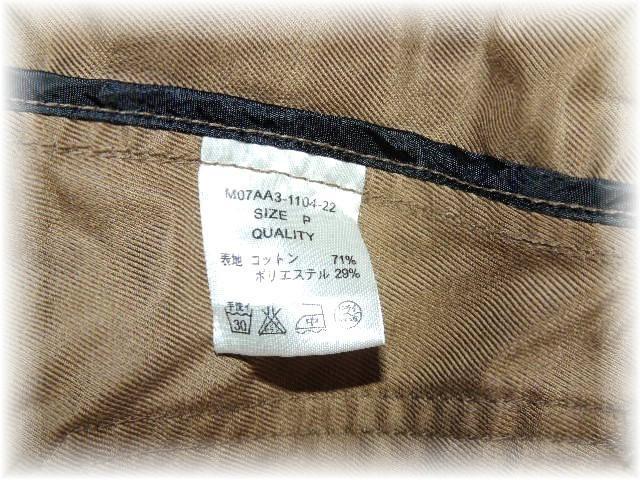 M07AA3-1104-22
SIZE P
QUALITY
表地 コットン 71%
ポリエステル 29%
手洗イ 30 中